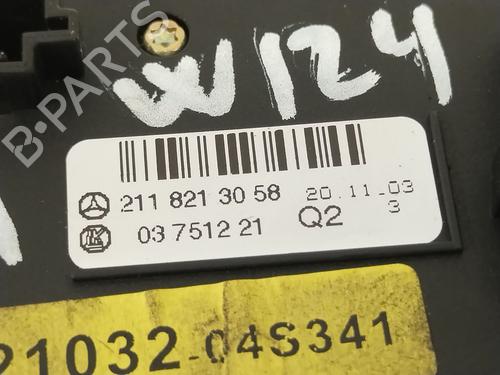 W124
B-PARTS
211 821 30 58 20.11.03
03 7512 21 Q2 3
21032-04S341